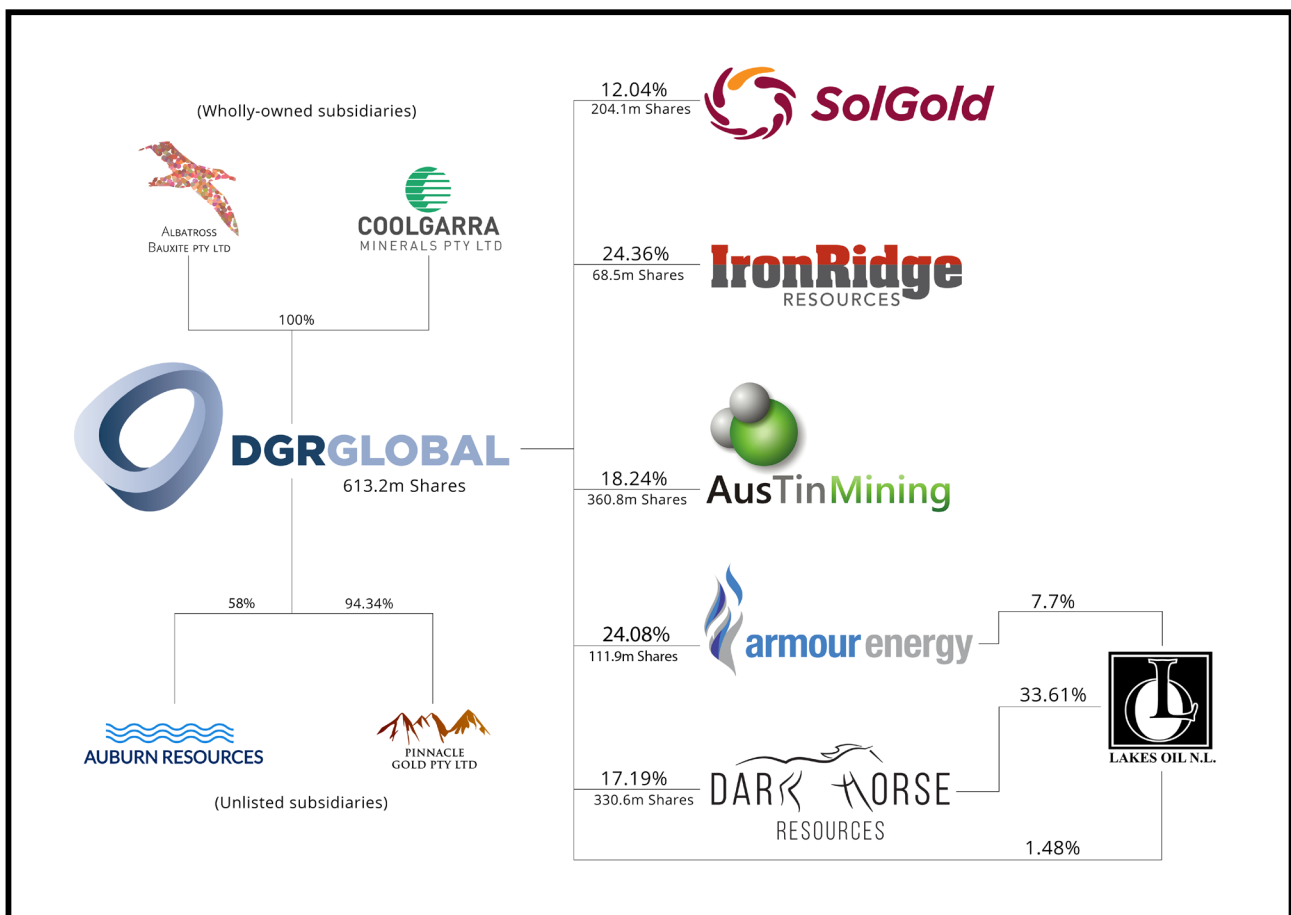 (Wholly-owned subsidiaries)
ALBATROSS
BAUXITE PTY LTD
COOLGARRA
MINERALS PTY LTD
100%
DGRGLOBAL
613.2m Shares
58%
94.34%
AUBURN RESOURCES
PINNACLE
GOLD PTY LTD
(Unlisted subsidiaries)
12.04%
204.1m Shares
SolGold
24.36%
68.5m Shares
IronRidge
RESOURCES
18.24%
360.8m Shares
AusTinMining
24.08%
111.9m Shares
armour energy
7.7%
33.61%
L
O
LAKES OIL N.L.
17.19%
330.6m Shares
DARK HORSE
RESOURCES
1.48%